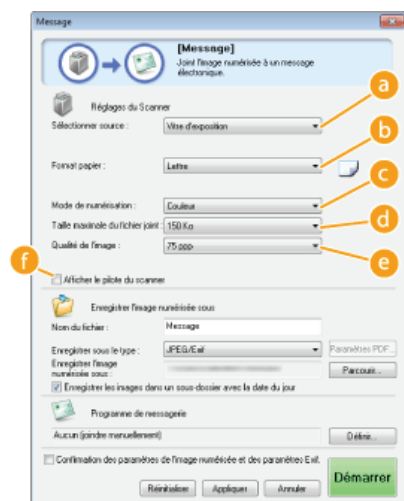 Message
[Message]
Joint l'image numérisée à un message
électronique.
Réglages du Scanner
Sélectionner source : Vitre d'exposition
a
Format papier : Lettre
b
Mode de numérisation : Couleur
c
Taille maximale du fichier joint : 150 Ko
d
Qualité de l'image : 75 ppp
e
f
Afficher le pilote du scanner
Enregistrer l'image numérisée sous
Nom du fichier : Message
Enregistrer sous le type : JPEG/Exif Paramètres PDF...
Enregistrer l'image
numérisée sous : Parcourir...
Enregistrer les images dans un sous-dossier avec la date du jour
Programme de messagerie
Aucun (joindre manuellement) Définir...
Confirmation des paramètres de l'image numérisée et des paramètres Exif.
Réinitialiser Appliquer Annuler Démarrer